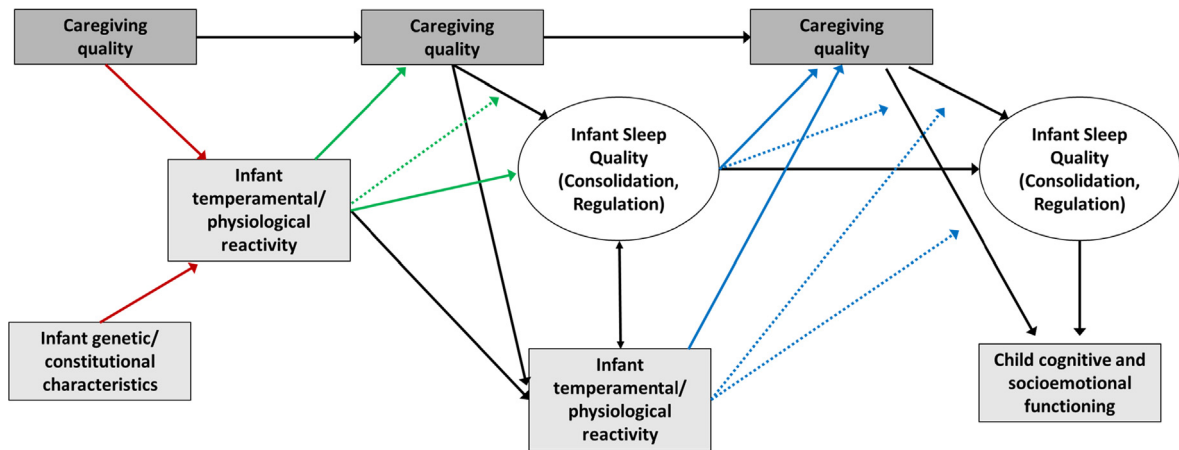 Caregiving
quality
Caregiving
quality
Caregiving
quality
Infant
temperamental/
physiological
reactivity
Infant Sleep
Quality
(Consolidation,
Regulation)
Infant Sleep
Quality
(Consolidation,
Regulation)
Infant genetic/
constitutional
characteristics
Infant
temperamental/
physiological
reactivity
Child cognitive and
socioemotional
functioning